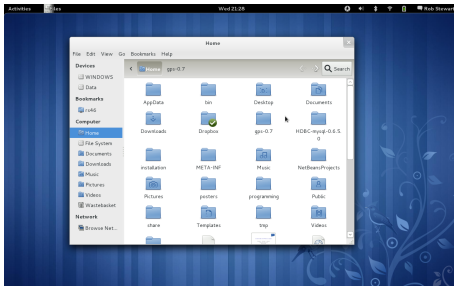 Activities Files Wed 21:28 Rob Stewart
Home
File Edit View Go Bookmarks Help
Home gps-0.7 Search
Devices
WINDOWS
Data
Bookmarks
rs46
Computer
Home
File System
Documents
Downloads
Music
Pictures
Videos
Wastebasket
Network
Browse Net...
AppData bin Desktop Documents
Downloads Dropbox gps-0.7 HDBC-mysql-0.6.5.
0
installation META-INF Music NetBeansProjects
Pictures posters programming Public
share Templates tmp Videos